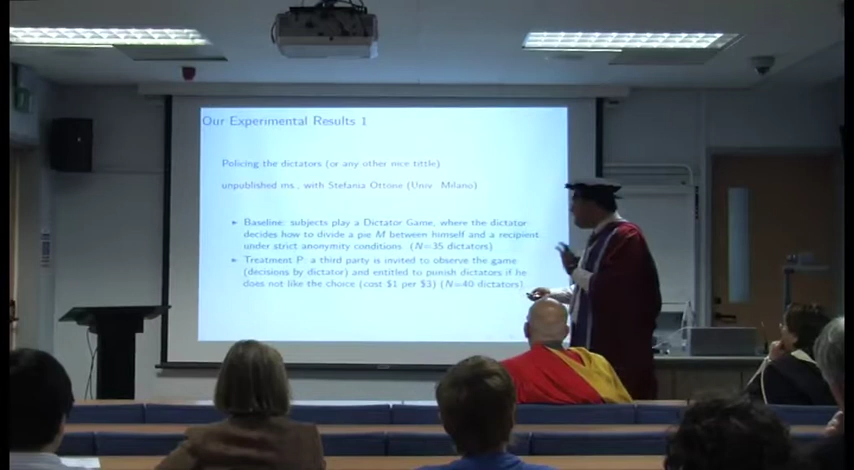 Our Experimental Results 1
Policing the dictators (or any other nice tittle)
unpublished ms., with Stefania Ottone (Univ. Milano)
▶ Baseline: subjects play a Dictator Game, where the dictator
decides how to divide a pie M between himself and a recipient
under strict anonymity conditions (N=35 dictators)
▶ Treatment P: a third party is invited to observe the game
(decisions by dictator) and entitled to punish dictators if he
does not like the choice (cost $1 per $3) (N=40 dictators)